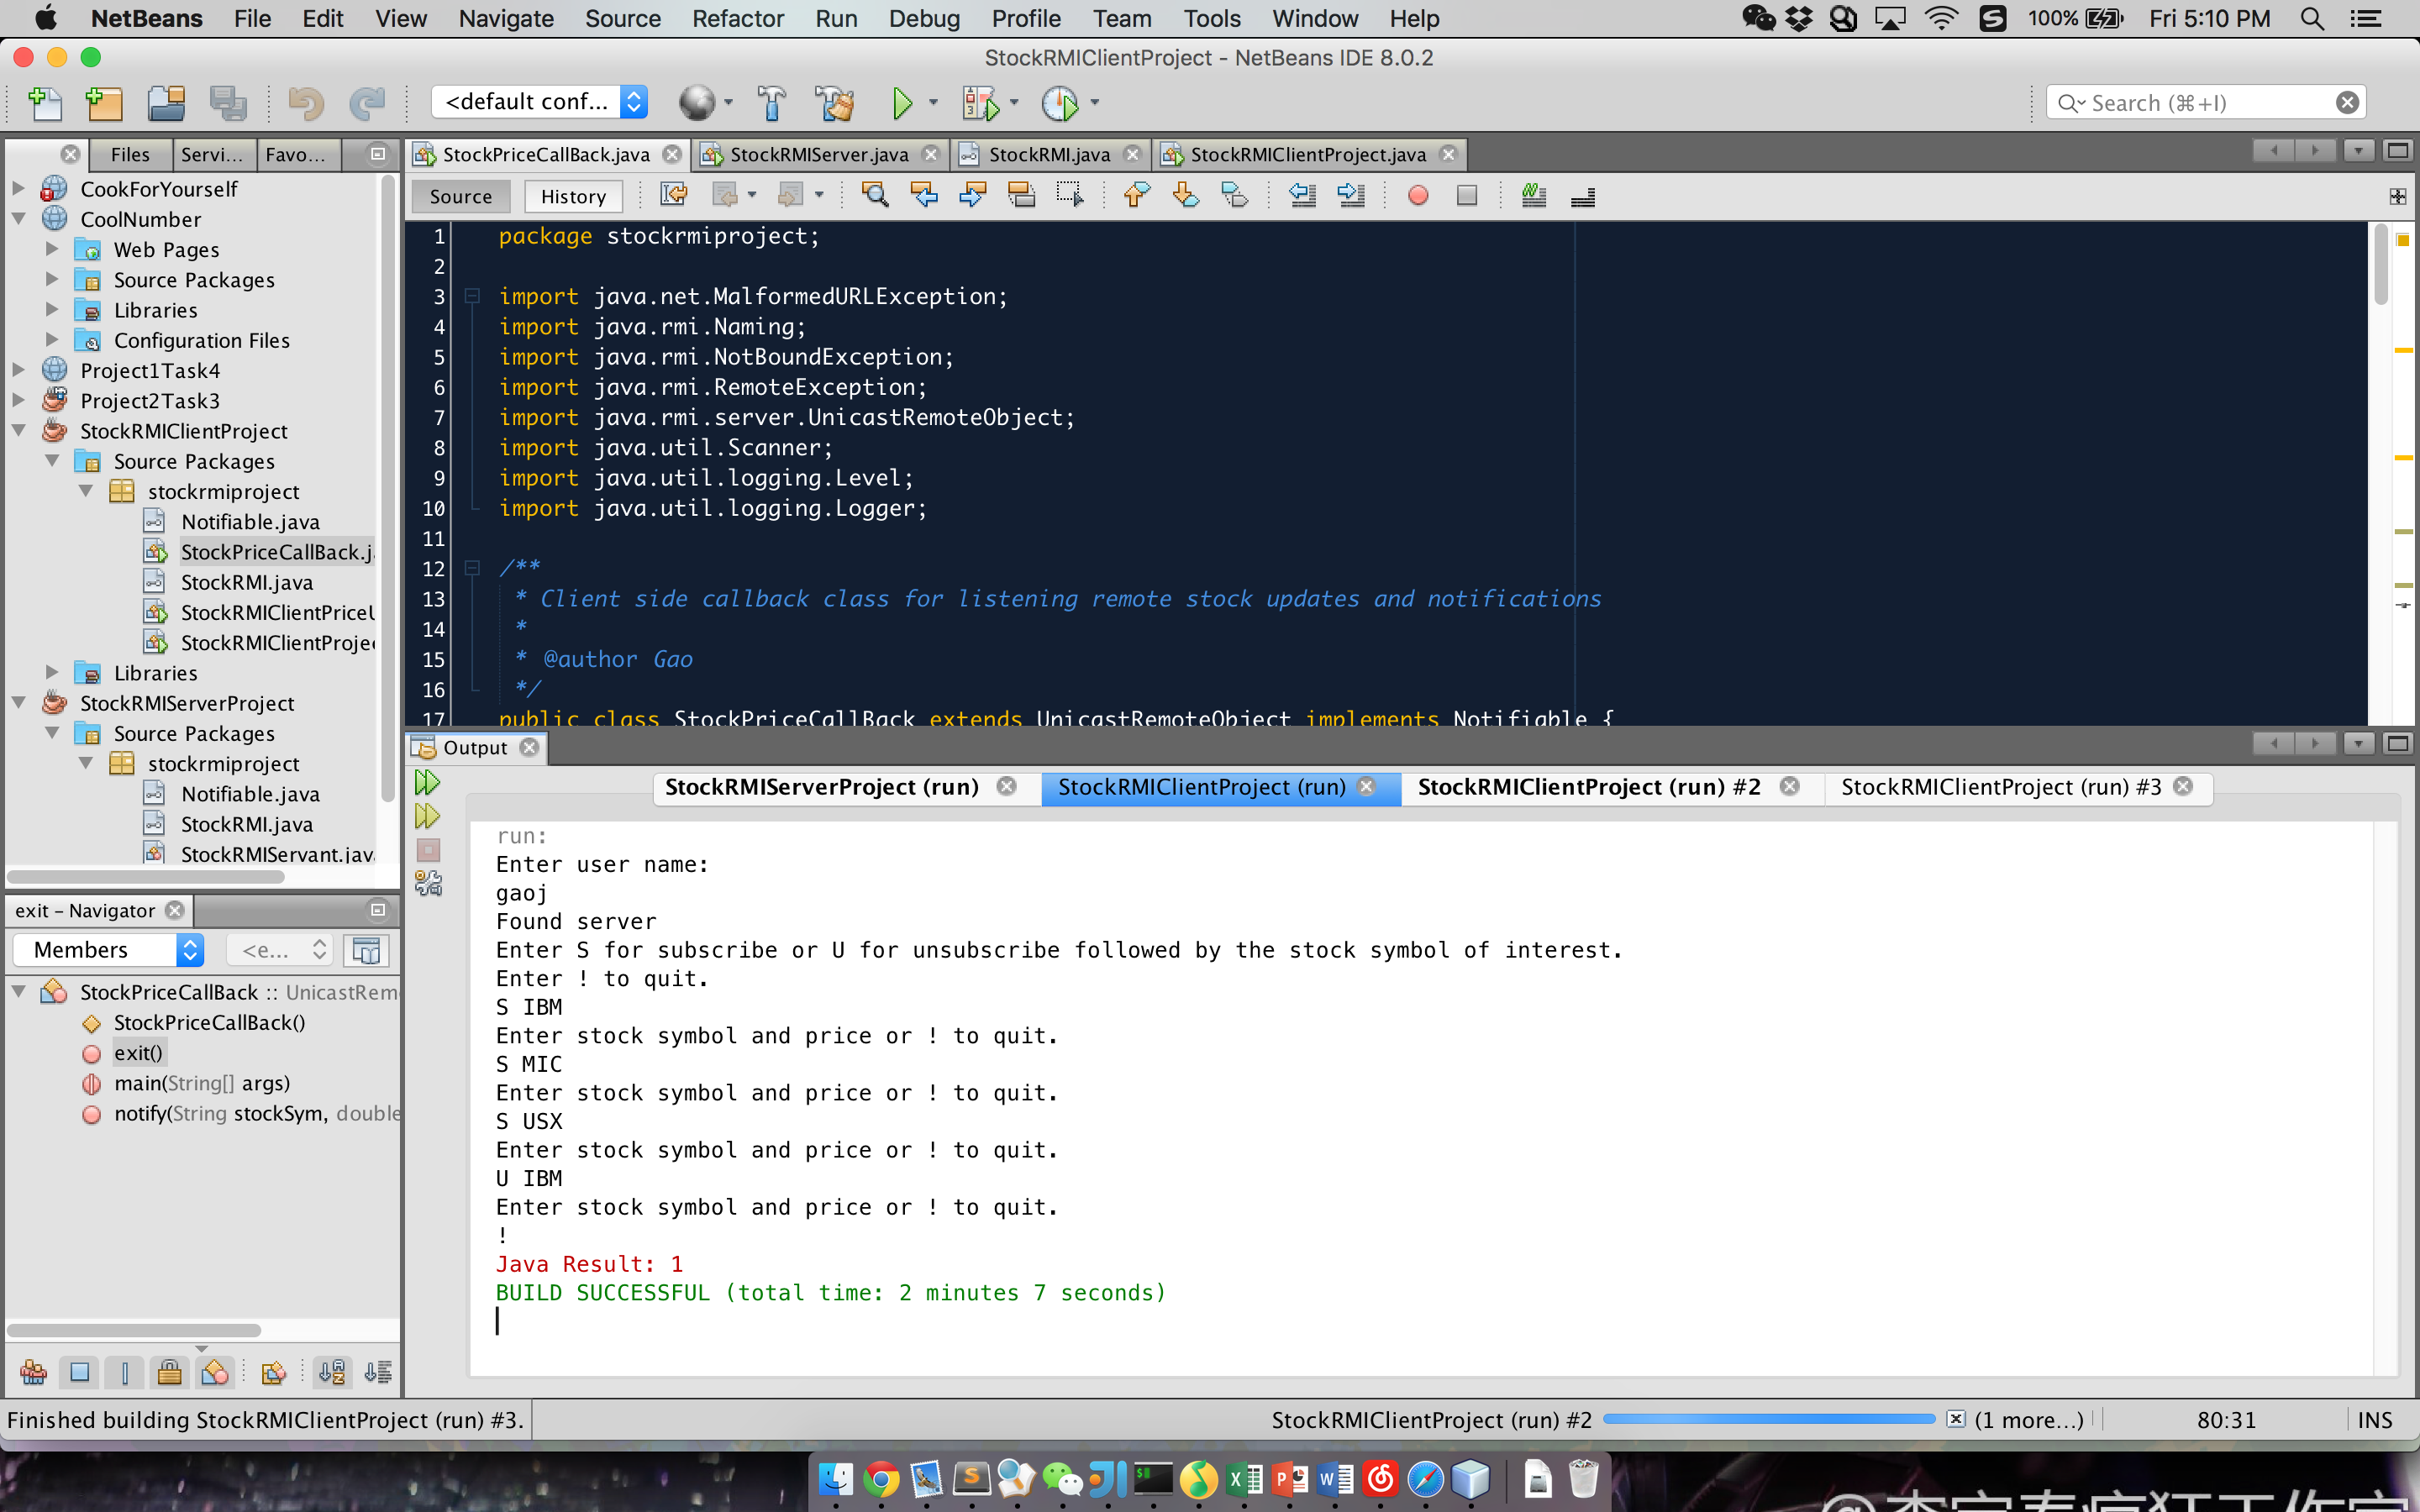 NetBeans File Edit View Navigate Source Refactor Run Debug Profile Team Tools Window Help 100% Fri 5:10 PM
StockRMIClientProject - NetBeans IDE 8.0.2
<default conf... Search (⌘+I)
Files Servi... Favo... StockPriceCallBack.java StockRMIServer.java StockRMI.java StockRMIClientProject.java
Source History
CookForYourself
CoolNumber
Web Pages
Source Packages
Libraries
Configuration Files
Project1Task4
Project2Task3
StockRMIClientProject
Source Packages
stockrmiproject
Notifiable.java
StockPriceCallBack.j
StockRMI.java
StockRMIClientPriceU
StockRMIClientProje
Libraries
StockRMIServerProject
Source Packages
stockrmiproject
Notifiable.java
StockRMI.java
StockRMIServant.jav
1 package stockrmiproject;
2
3 import java.net.MalformedURLException;
4 import java.rmi.Naming;
5 import java.rmi.NotBoundException;
6 import java.rmi.RemoteException;
7 import java.rmi.server.UnicastRemoteObject;
8 import java.util.Scanner;
9 import java.util.logging.Level;
10 import java.util.logging.Logger;
11
12 /**
13 * Client side callback class for listening remote stock updates and notifications
14 *
15 * @author Gao
16 */
17 public class StockPriceCallBack extends UnicastRemoteObject implements Notifiable {
exit – Navigator
Members <e...
StockPriceCallBack :: UnicastRem
StockPriceCallBack()
exit()
main(String[] args)
notify(String stockSym, double
Output
StockRMIServerProject (run) StockRMIClientProject (run) StockRMIClientProject (run) #2 StockRMIClientProject (run) #3
run:
Enter user name:
gaoj
Found server
Enter S for subscribe or U for unsubscribe followed by the stock symbol of interest.
Enter ! to quit.
S IBM
Enter stock symbol and price or ! to quit.
S MIC
Enter stock symbol and price or ! to quit.
S USX
Enter stock symbol and price or ! to quit.
U IBM
Enter stock symbol and price or ! to quit.
!
Java Result: 1
BUILD SUCCESSFUL (total time: 2 minutes 7 seconds)
Finished building StockRMIClientProject (run) #3. StockRMIClientProject (run) #2 (1 more...) 80:31 INS